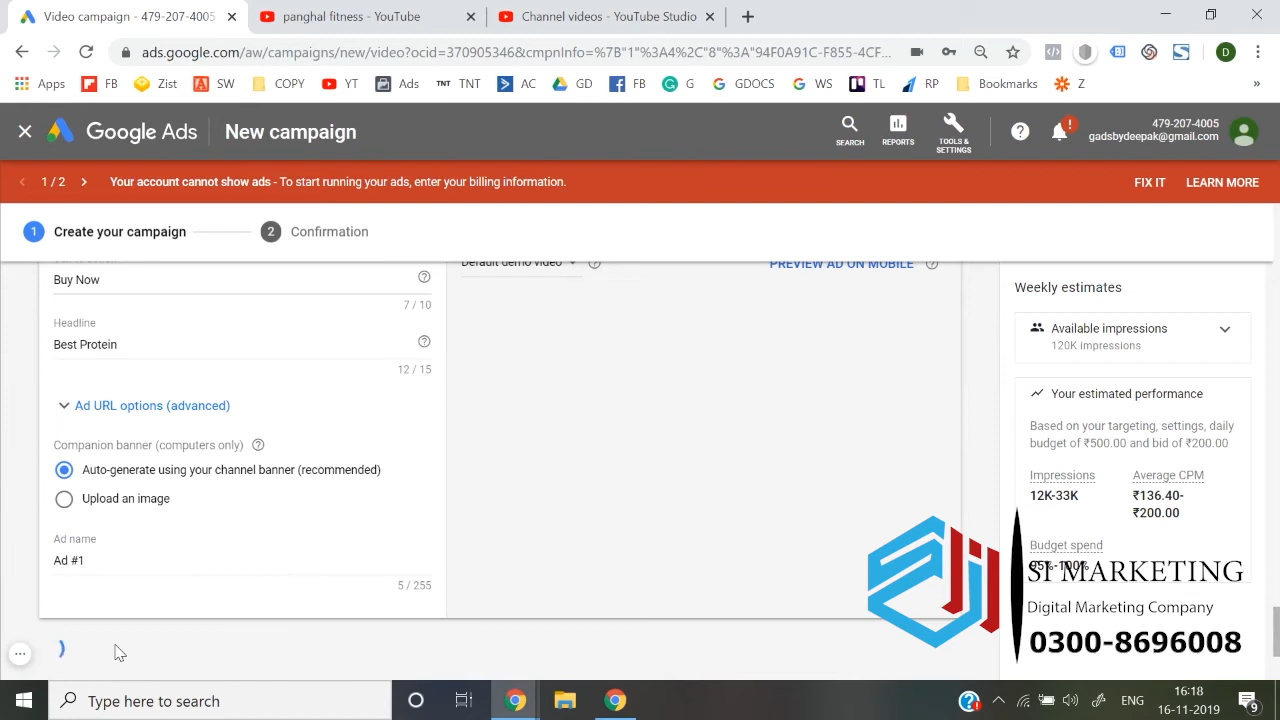 Video campaign - 479-207-4005
panghal fitness - YouTube
Channel videos - YouTube Studio
ads.google.com/aw/campaigns/new/video?ocid=370905346&cmpnInfo=%7B"1"%3A4%2C"8"%3A"94F0A91C-F855-4CF...
D
Apps FB Zist SW COPY YT Ads TNT TNT AC GD FB G GDOCS WS TL RP Bookmarks Z »
Google Ads New campaign
SEARCH
REPORTS
TOOLS & SETTINGS
479-207-4005
gadsbydeepak@gmail.com
1 / 2 Your account cannot show ads - To start running your ads, enter your billing information. FIX IT LEARN MORE
1 Create your campaign 2 Confirmation
Default demo video PREVIEW AD ON MOBILE
Buy Now
7 / 10
Headline
Best Protein
12 / 15
Ad URL options (advanced)
Companion banner (computers only)
Auto-generate using your channel banner (recommended)
Upload an image
Ad name
Ad #1
5 / 255
Weekly estimates
Available impressions
120K impressions
Your estimated performance
Based on your targeting, settings, daily
budget of ₹500.00 and bid of ₹200.00
Impressions Average CPM
12K-33K ₹136.40-
₹200.00
Budget spend
95%-100%
SI MARKETING
Digital Marketing Company
0300-8696008
Type here to search
ENG
16:18
16-11-2019
9